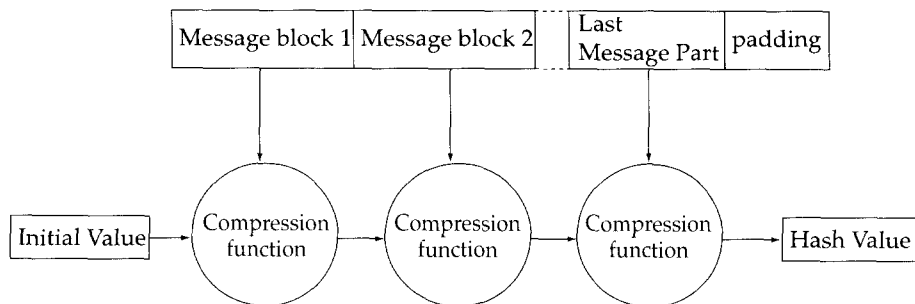 Message block 1
Message block 2
Last
Message Part
padding
Initial Value
Compression
function
Compression
function
Compression
function
Hash Value